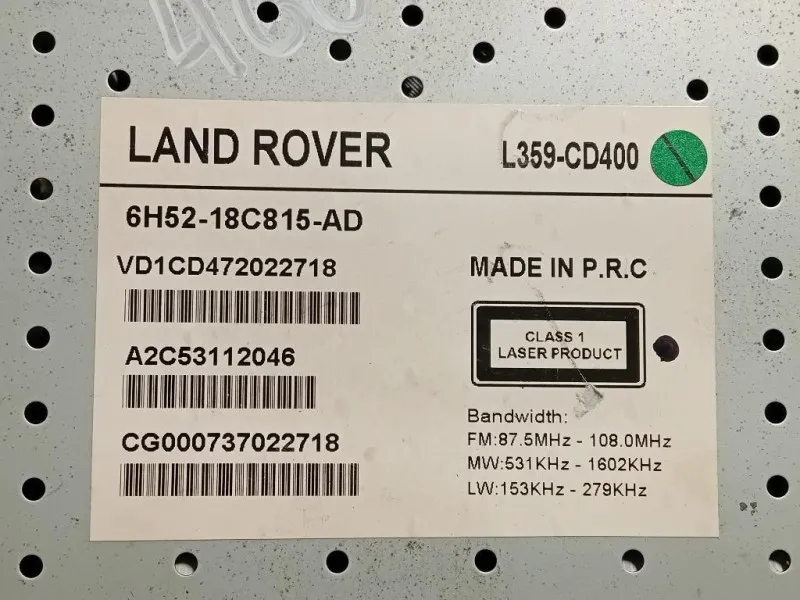 460
LAND ROVER
L359-CD400
6H52-18C815-AD
VD1CD472022718
MADE IN P.R.C
CLASS 1
LASER PRODUCT
A2C53112046
CG000737022718
Bandwidth:
FM:87.5MHz - 108.0MHz
MW:531KHz - 1602KHz
LW:153KHz - 279KHz